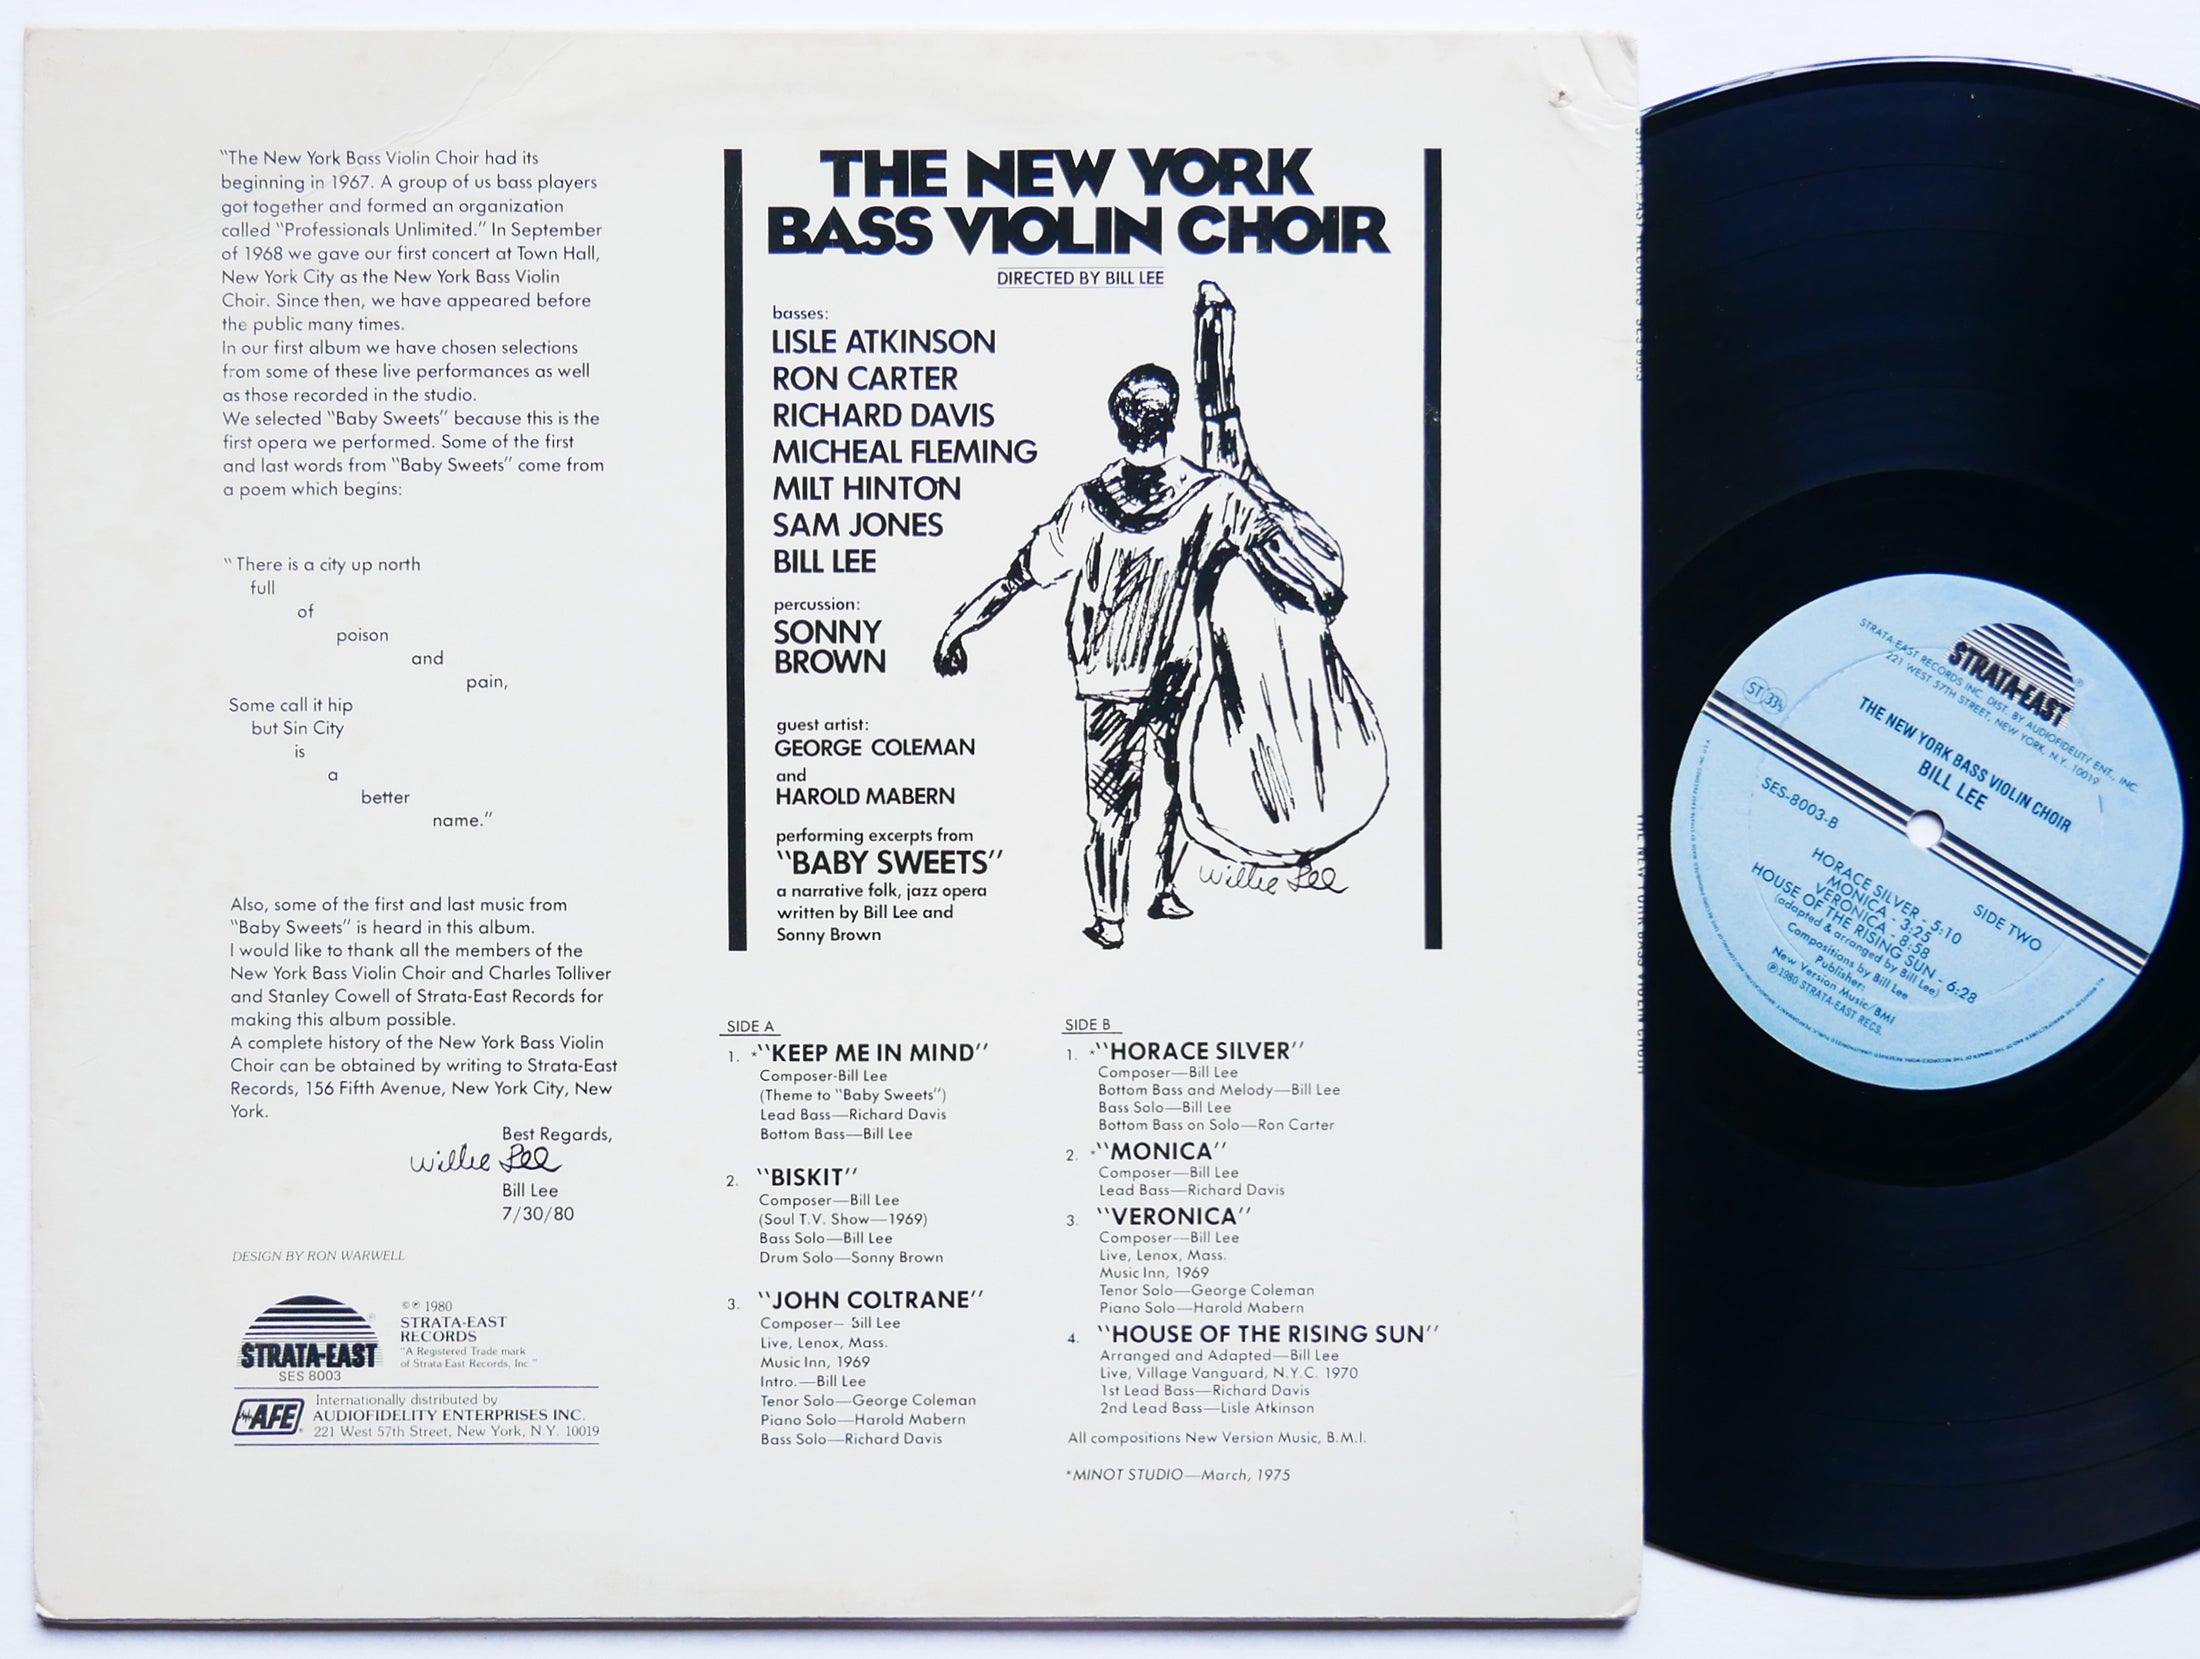 "The New York Bass Violin Choir had its
beginning in 1967. A group of us bass players
got together and formed an organization
called "Professionals Unlimited." In September
of 1968 we gave our first concert at Town Hall,
New York City as the New York Bass Violin
Choir. Since then, we have appeared before
the public many times.
In our first album we have chosen selections
from some of these live performances as well
as those recorded in the studio.
We selected "Baby Sweets" because this is the
first opera we performed. Some of the first
and last words from "Baby Sweets" come from
a poem which begins:
"There is a city up north
full
of
poison
and
pain,
Some call it hip
but Sin City
is
a
better
name."
Also, some of the first and last music from
"Baby Sweets" is heard in this album.
I would like to thank all the members of the
New York Bass Violin Choir and Charles Tolliver
and Stanley Cowell of Strata-East Records for
making this album possible.
A complete history of the New York Bass Violin
Choir can be obtained by writing to Strata-East
Records, 156 Fifth Avenue, New York City, New
York.
Best Regards,
Willie Lee
Bill Lee
7/30/80
DESIGN BY RON WARWELL
STRATA-EAST ®
SES 8003
©℗ 1980
STRATA-EAST
RECORDS
"A Registered Trade mark
of Strata East Records, Inc."
AFE
Internationally distributed by
AUDIOFIDELITY ENTERPRISES INC.
221 West 57th Street, New York, N.Y. 10019
THE NEW YORK
BASS VIOLIN CHOIR
DIRECTED BY BILL LEE
basses:
LISLE ATKINSON
RON CARTER
RICHARD DAVIS
MICHEAL FLEMING
MILT HINTON
SAM JONES
BILL LEE
percussion:
SONNY
BROWN
guest artist:
GEORGE COLEMAN
and
HAROLD MABERN
performing excerpts from
"BABY SWEETS"
a narrative folk, jazz opera
written by Bill Lee and
Sonny Brown
Willie Lee
SIDE A
1. *"KEEP ME IN MIND"
Composer-Bill Lee
(Theme to "Baby Sweets")
Lead Bass—Richard Davis
Bottom Bass—Bill Lee
2. "BISKIT"
Composer—Bill Lee
(Soul T.V. Show—1969)
Bass Solo—Bill Lee
Drum Solo—Sonny Brown
3. "JOHN COLTRANE"
Composer— Bill Lee
Live, Lenox, Mass.
Music Inn, 1969
Intro.—Bill Lee
Tenor Solo—George Coleman
Piano Solo—Harold Mabern
Bass Solo—Richard Davis
SIDE B
1. *"HORACE SILVER"
Composer—Bill Lee
Bottom Bass and Melody—Bill Lee
Bass Solo—Bill Lee
Bottom Bass on Solo—Ron Carter
2. *"MONICA"
Composer—Bill Lee
Lead Bass—Richard Davis
3. "VERONICA"
Composer—Bill Lee
Live, Lenox, Mass.
Music Inn, 1969
Tenor Solo—George Coleman
Piano Solo—Harold Mabern
4. "HOUSE OF THE RISING SUN"
Arranged and Adapted—Bill Lee
Live, Village Vanguard, N.Y.C. 1970
1st Lead Bass—Richard Davis
2nd Lead Bass—Lisle Atkinson
All compositions New Version Music, B.M.I.
*MINOT STUDIO—March, 1975
STRATA-EAST RECORDS SES 8003
THE NEW YORK BASS VIOLIN CHOIR
STRATA-EAST ®
STRATA-EAST RECORDS INC. DIST. BY AUDIOFIDELITY ENT., INC.
221 WEST 57TH STREET, NEW YORK, N.Y. 10019
ST 33⅓
THE NEW YORK BASS VIOLIN CHOIR
BILL LEE
SES-8003-B
SIDE TWO
HORACE SILVER - 5:10
MONICA - 3:25
VERONICA - 8:58
HOUSE OF THE RISING SUN - 6:28
(adapted & arranged by Bill Lee)
Compositions by Bill Lee
Publisher:
New Version Music/BMI
℗1980 STRATA-EAST RECS.